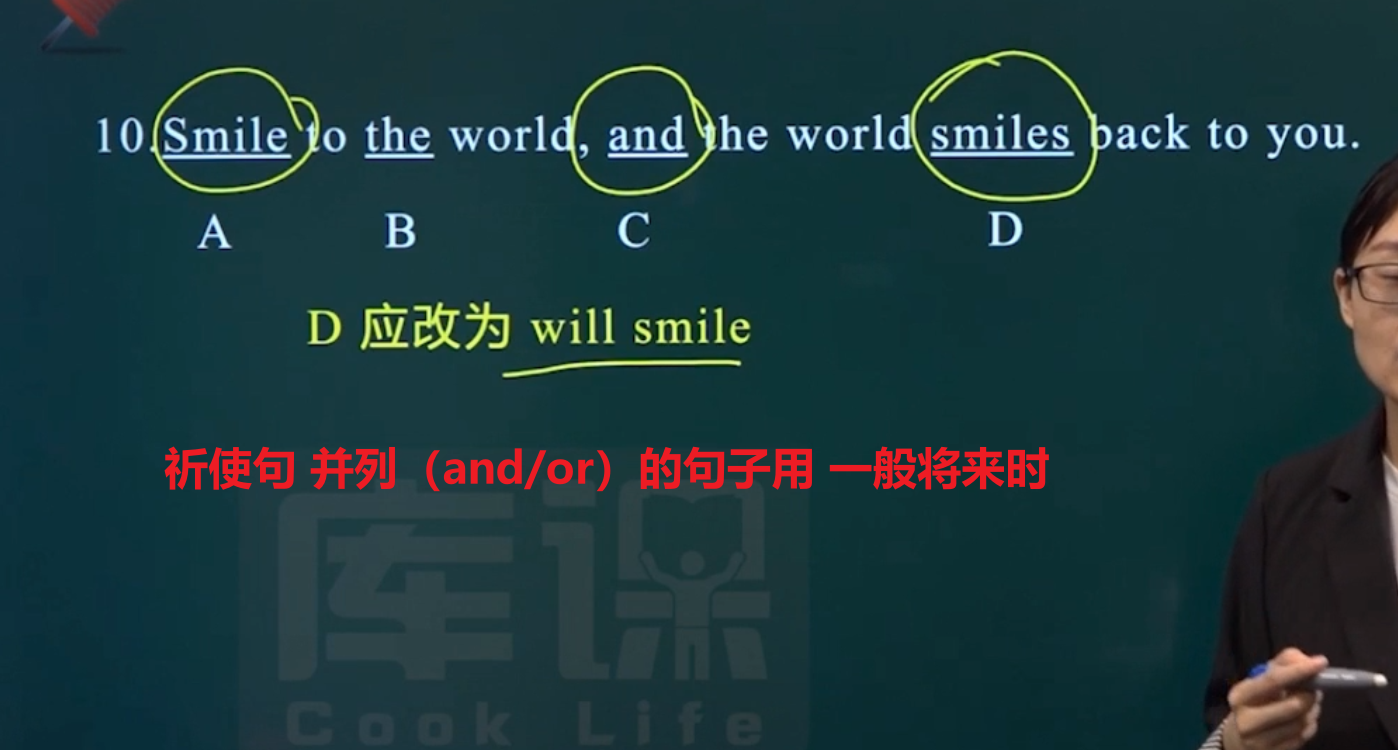 10.Smile to the world, and the world smiles back to you.
A B C D
D 应改为 will smile
祈使句 并列（and/or）的句子用 一般将来时
库课
Cook Life